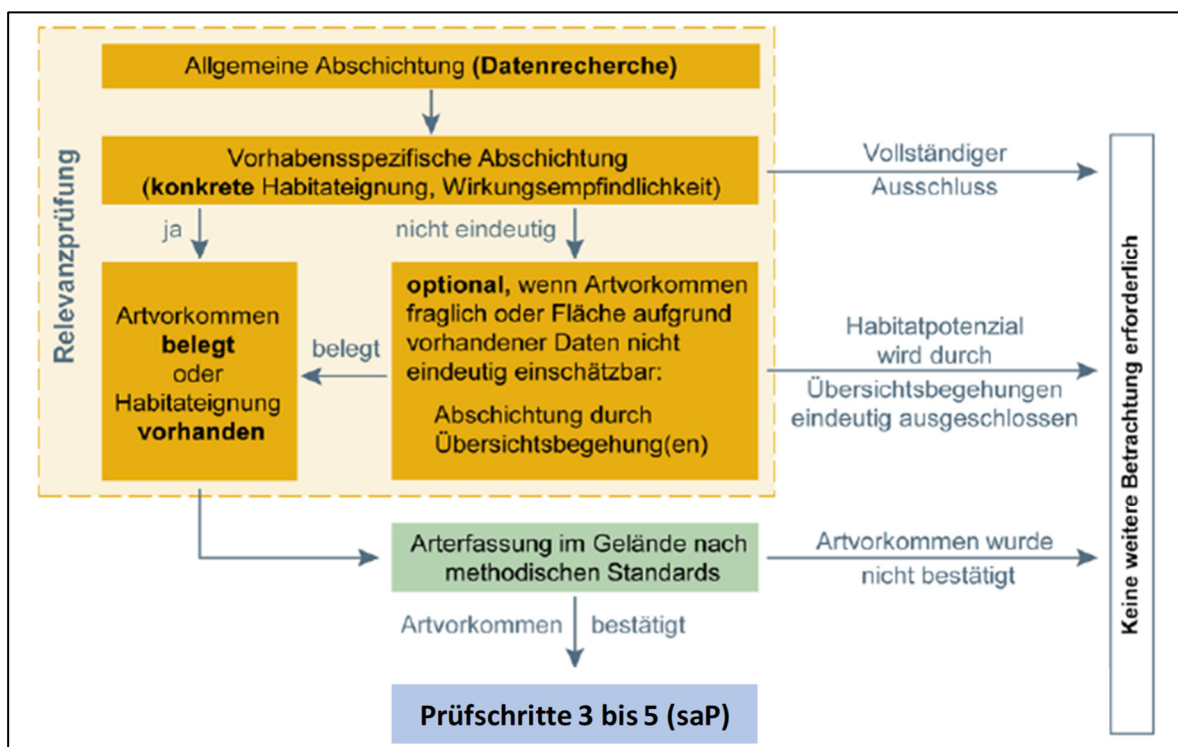 Relevanzprüfung
Allgemeine Abschichtung (Datenrecherche)
Vorhabensspezifische Abschichtung
(konkrete Habitateignung, Wirkungsempfindlichkeit)
Vollständiger
Ausschluss
ja
nicht eindeutig
Artvorkommen
belegt
oder
Habitateignung
vorhanden
belegt
optional, wenn Artvorkommen
fraglich oder Fläche aufgrund
vorhandener Daten nicht
eindeutig einschätzbar:
Abschichtung durch
Übersichtsbegehung(en)
Habitatpotenzial
wird durch
Übersichtsbegehungen
eindeutig ausgeschlossen
Arterfassung im Gelände nach
methodischen Standards
Artvorkommen wurde
nicht bestätigt
Artvorkommen bestätigt
Prüfschritte 3 bis 5 (saP)
Keine weitere Betrachtung erforderlich